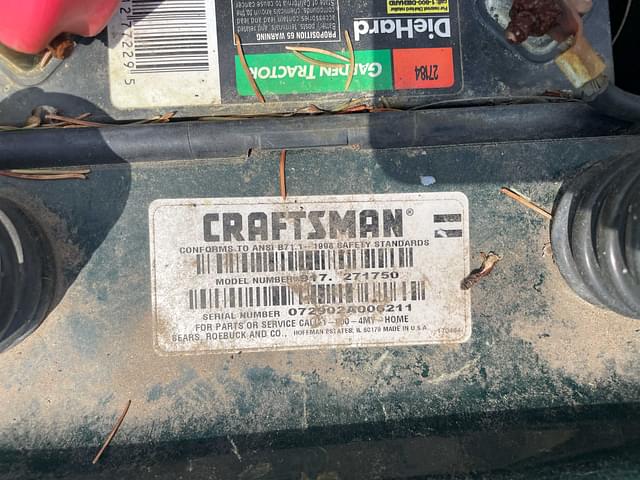 DieHard
27184
GARDEN TRACTOR
PROPOSITION 65 WARNING
CRAFTSMAN®
CONFORMS TO ANSI B71.1-1998 SAFETY STANDARDS
MODEL NUMBER 917. 271750
SERIAL NUMBER 072902A006211
FOR PARTS OR SERVICE CALL 1-800-4MY-HOME
SEARS, ROEBUCK AND CO., HOFFMAN ESTATES, IL 60179 MADE IN U.S.A